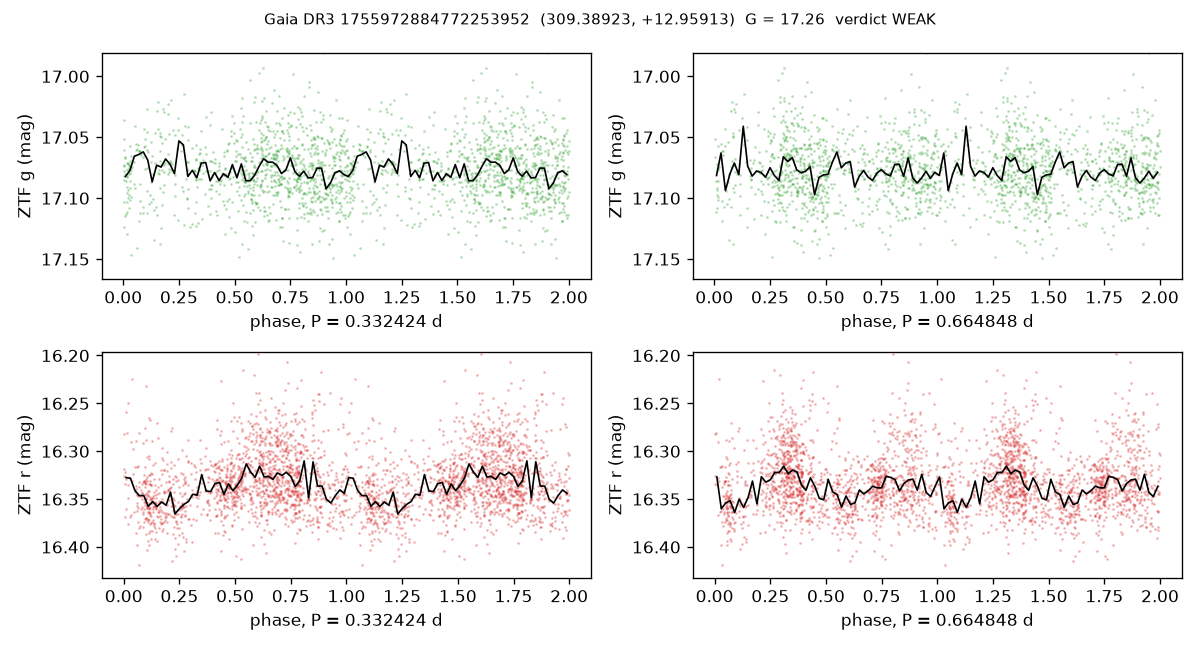 Gaia DR3 1755972884772253952  (309.38923, +12.95913)  G = 17.26  verdict WEAK
ZTF g (mag)
17.00
17.05
17.10
17.15
0.00 0.25 0.50 0.75 1.00 1.25 1.50 1.75 2.00
phase, P = 0.332424 d
ZTF g (mag)
17.00
17.05
17.10
17.15
0.00 0.25 0.50 0.75 1.00 1.25 1.50 1.75 2.00
phase, P = 0.664848 d
ZTF r (mag)
16.20
16.25
16.30
16.35
16.40
0.00 0.25 0.50 0.75 1.00 1.25 1.50 1.75 2.00
phase, P = 0.332424 d
ZTF r (mag)
16.20
16.25
16.30
16.35
16.40
0.00 0.25 0.50 0.75 1.00 1.25 1.50 1.75 2.00
phase, P = 0.664848 d